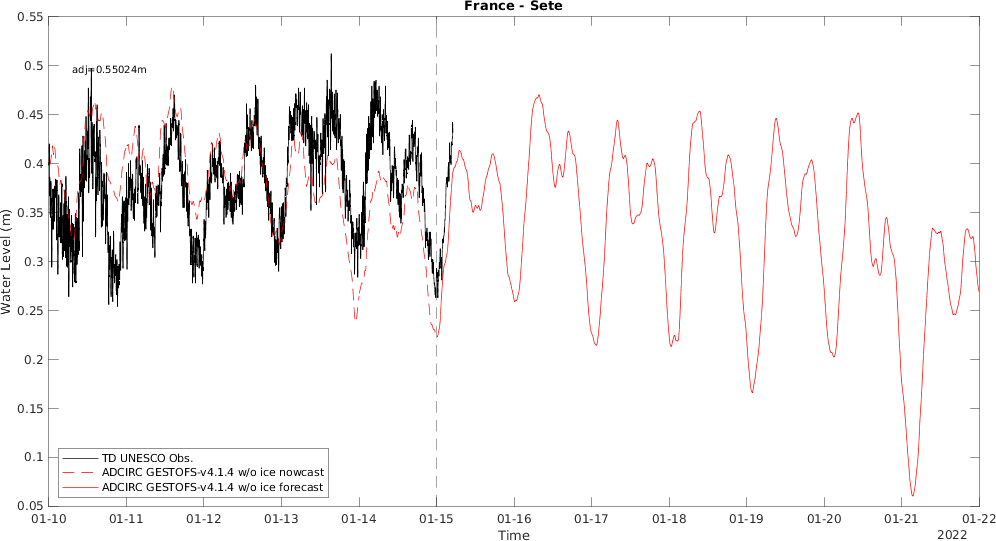 France - Sete
0.55
0.5
0.45
0.4
0.35
0.3
0.25
0.2
0.15
0.1
0.05
Water Level (m)
adj=0.55024m
TD UNESCO Obs.
ADCIRC GESTOFS-v4.1.4 w/o ice nowcast
ADCIRC GESTOFS-v4.1.4 w/o ice forecast
01-10 01-11 01-12 01-13 01-14 01-15 01-16 01-17 01-18 01-19 01-20 01-21 01-22
Time
2022